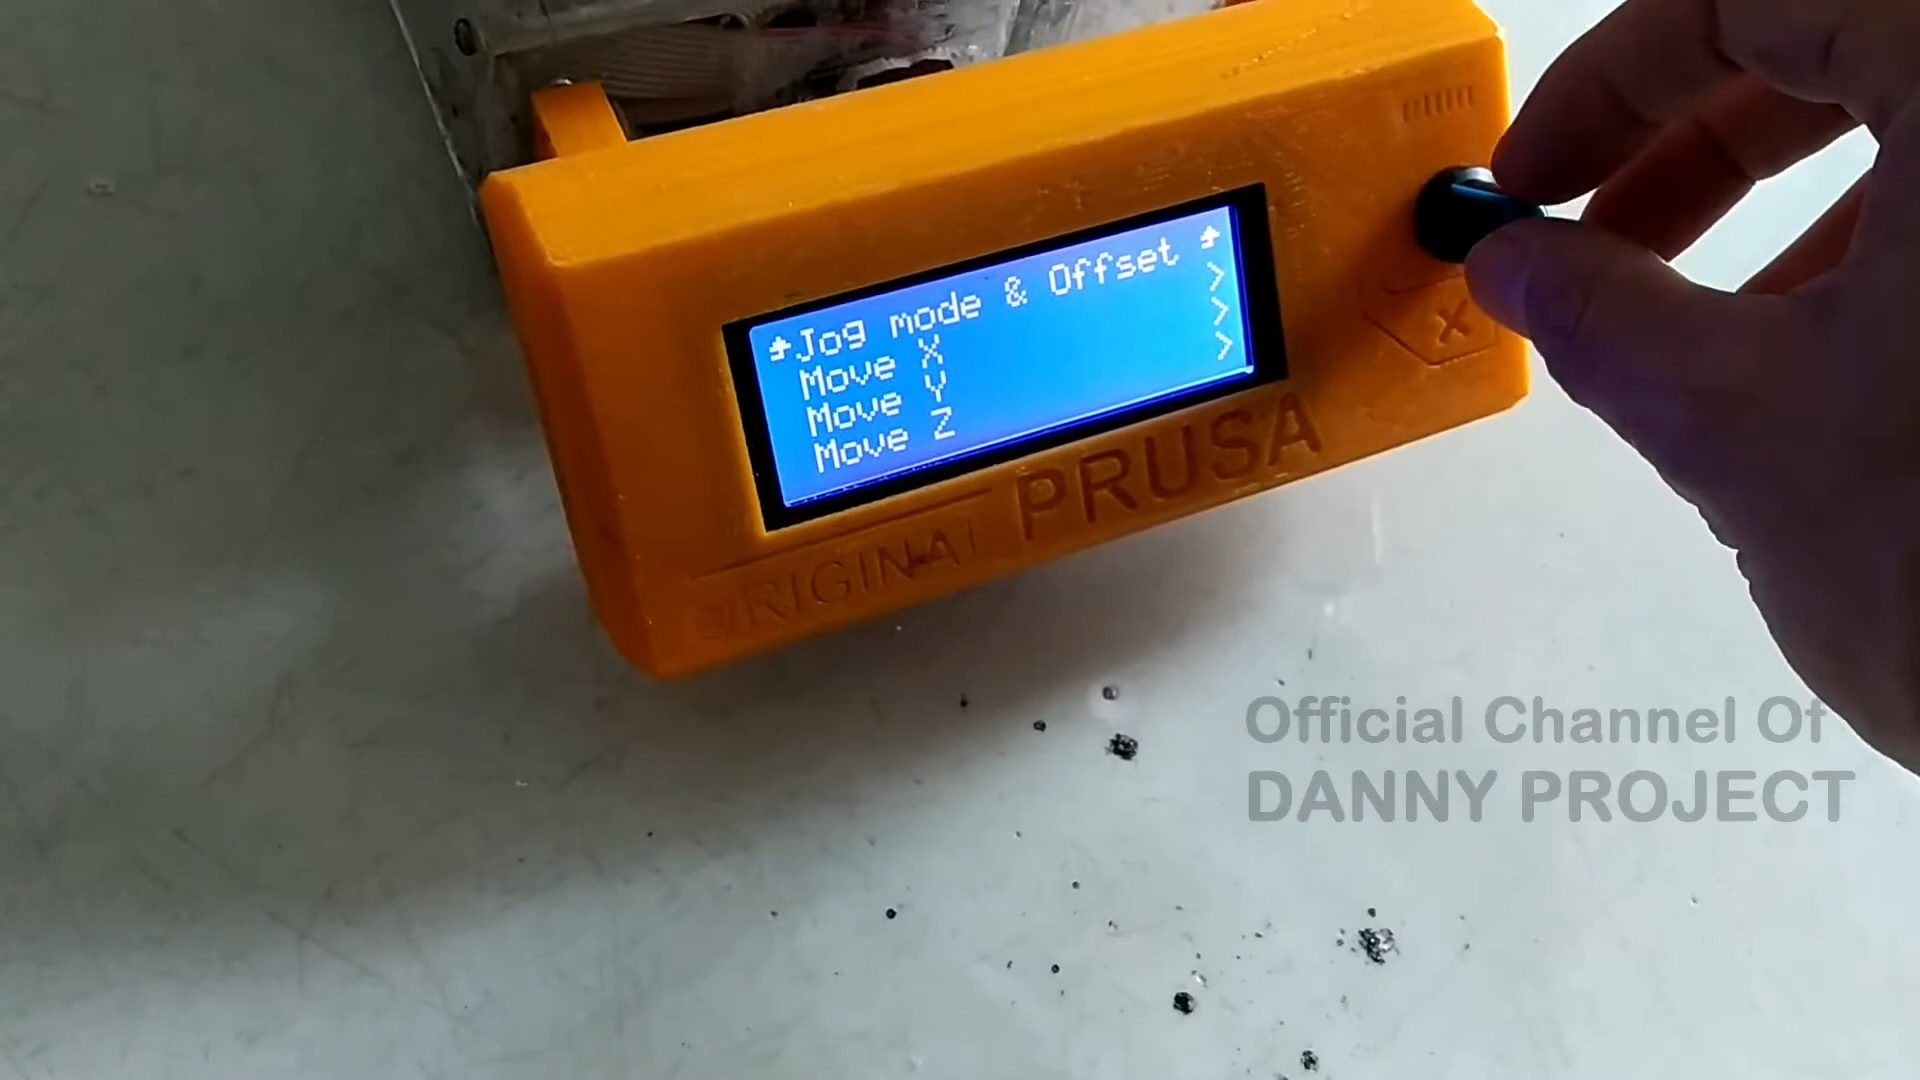 Jog mode & Offset
Move X >
Move Y >
Move Z >
ORIGINAL PRUSA
X
Official Channel Of
DANNY PROJECT